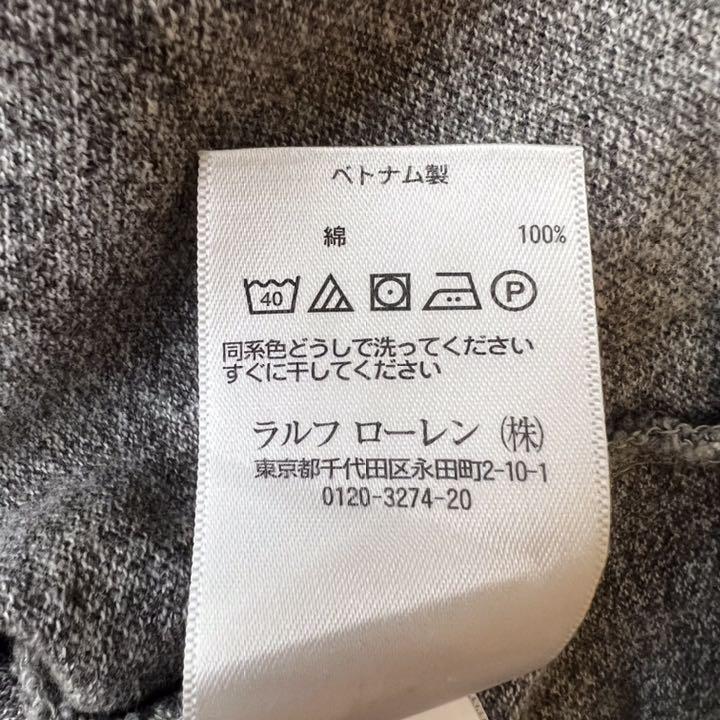 ベトナム製
綿 100%
40 P
同系色どうしで洗ってください
すぐに干してください
ラルフ ローレン (株)
東京都千代田区永田町2-10-1
0120-3274-20